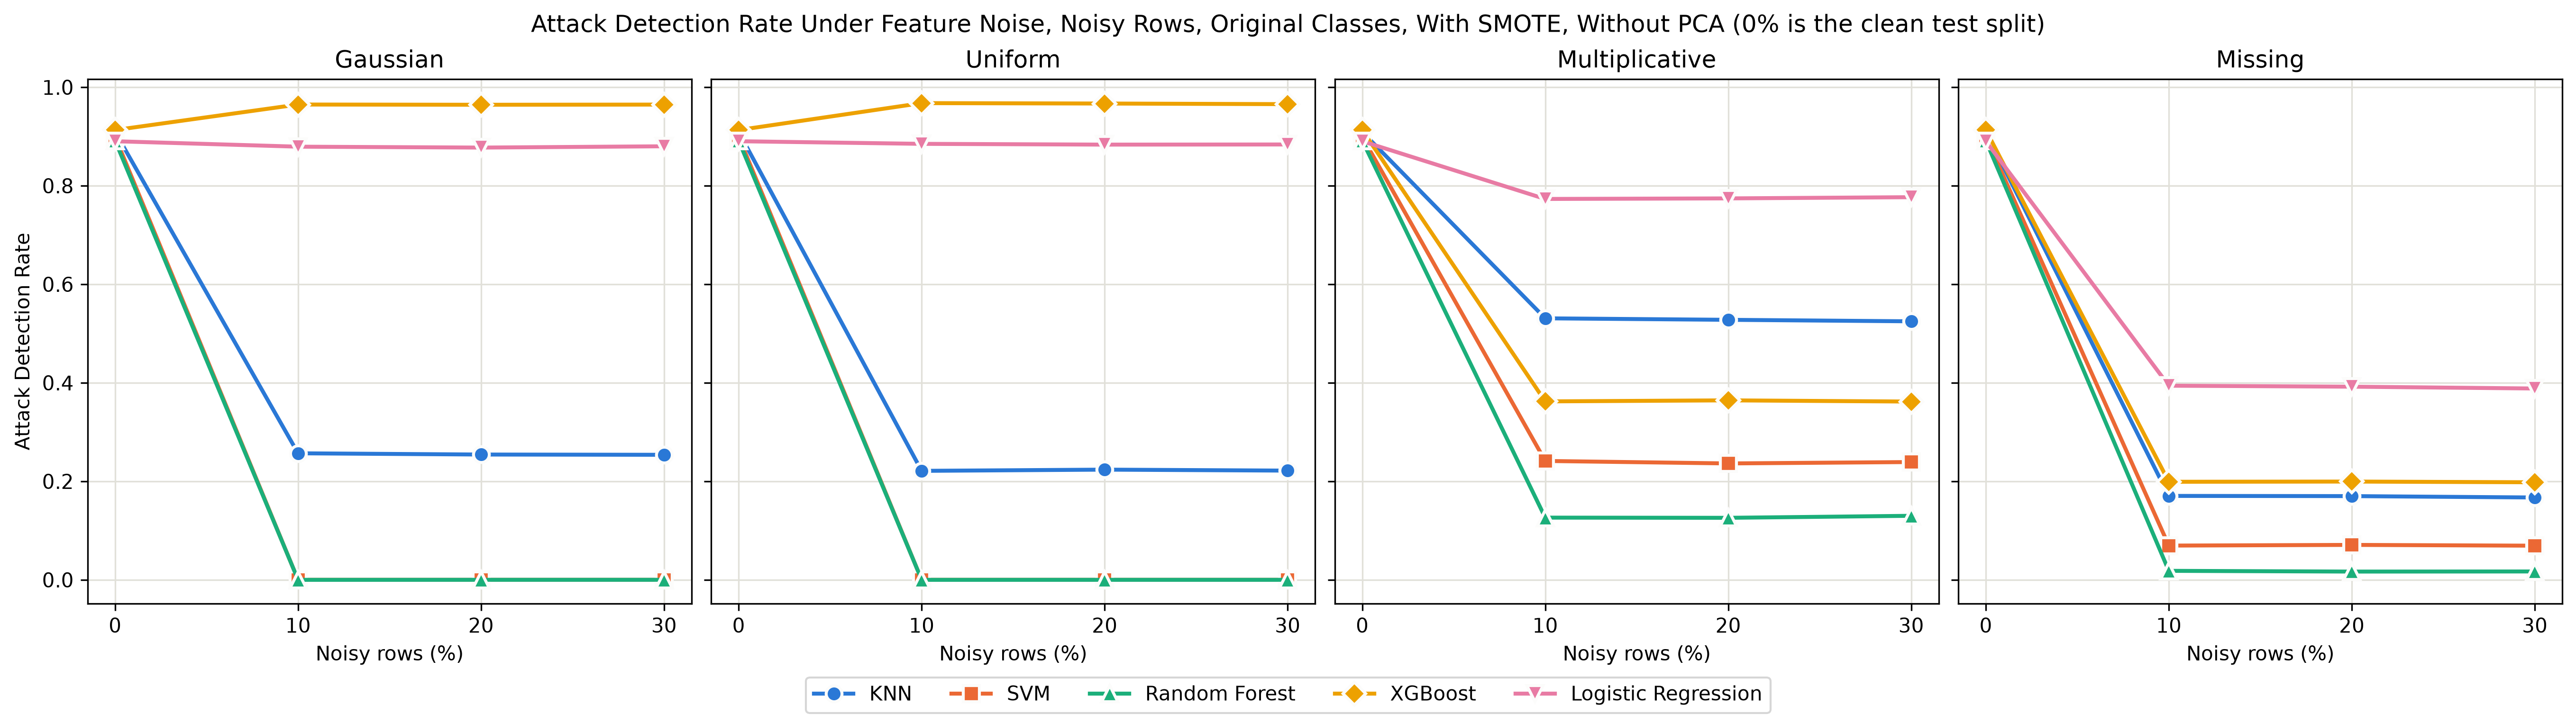 Attack Detection Rate Under Feature Noise, Noisy Rows, Original Classes, With SMOTE, Without PCA (0% is the clean test split)
Gaussian
Uniform
Multiplicative
Missing
Attack Detection Rate
1.0
0.8
0.6
0.4
0.2
0.0
0 10 20 30
0 10 20 30
0 10 20 30
0 10 20 30
Noisy rows (%)
Noisy rows (%)
Noisy rows (%)
Noisy rows (%)
KNN SVM Random Forest XGBoost Logistic Regression